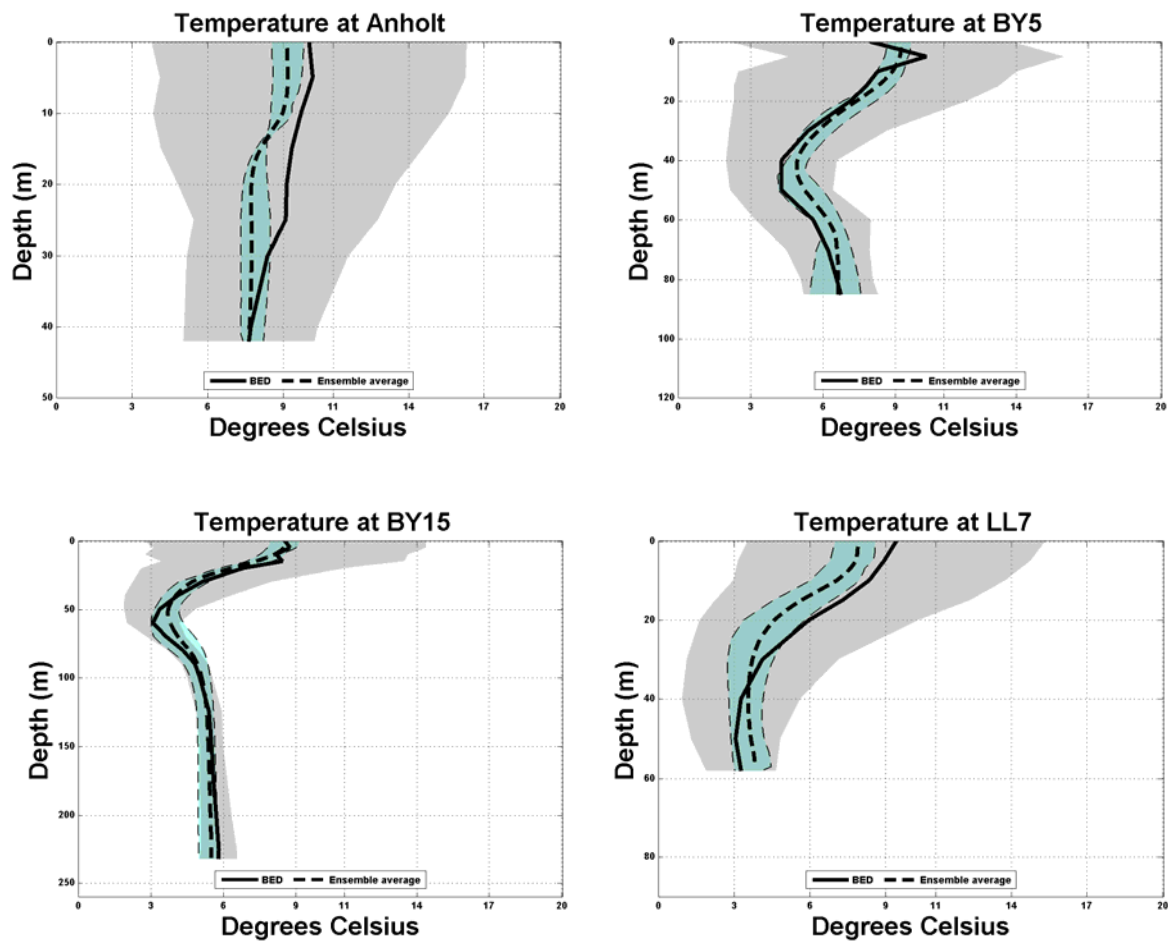 Temperature at Anholt
0
10
20
30
40
50
Depth (m)
BED Ensemble average
0 3 6 9 11 14 17 20
Degrees Celsius
Temperature at BY5
0
20
40
60
80
100
120
Depth (m)
BED Ensemble average
0 3 6 9 11 14 17 20
Degrees Celsius
Temperature at BY15
0
50
100
150
200
250
Depth (m)
BED Ensemble average
0 3 6 9 11 14 17 20
Degrees Celsius
Temperature at LL7
0
20
40
60
80
Depth (m)
BED Ensemble average
0 3 6 9 11 14 17 20
Degrees Celsius